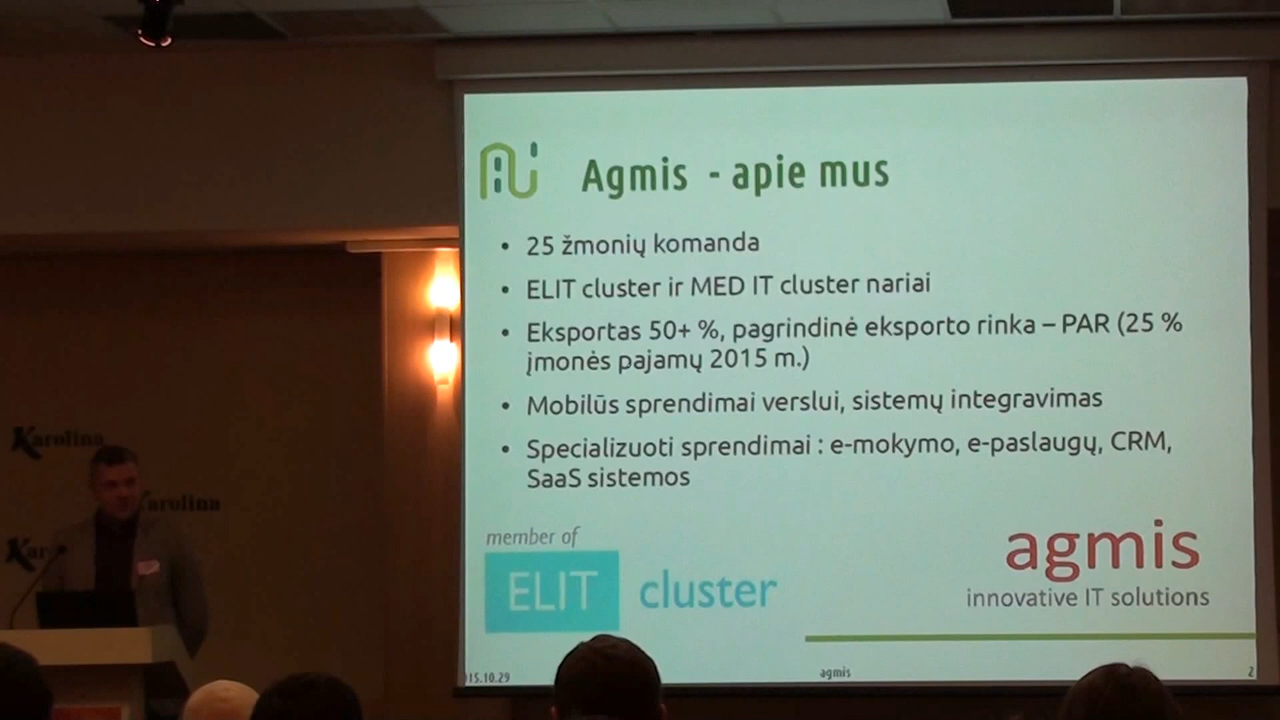 Agmis - apie mus
• 25 žmonių komanda
• ELIT cluster ir MED IT cluster nariai
• Eksportas 50+ %, pagrindinė eksporto rinka – PAR (25 %
įmonės pajamų 2015 m.)
• Mobilūs sprendimai verslui, sistemų integravimas
• Specializuoti sprendimai : e-mokymo, e-paslaugų, CRM,
SaaS sistemos
member of
ELIT cluster
agmis
innovative IT solutions
15.10.29
agmis
2
Karolina
arolina
Kar